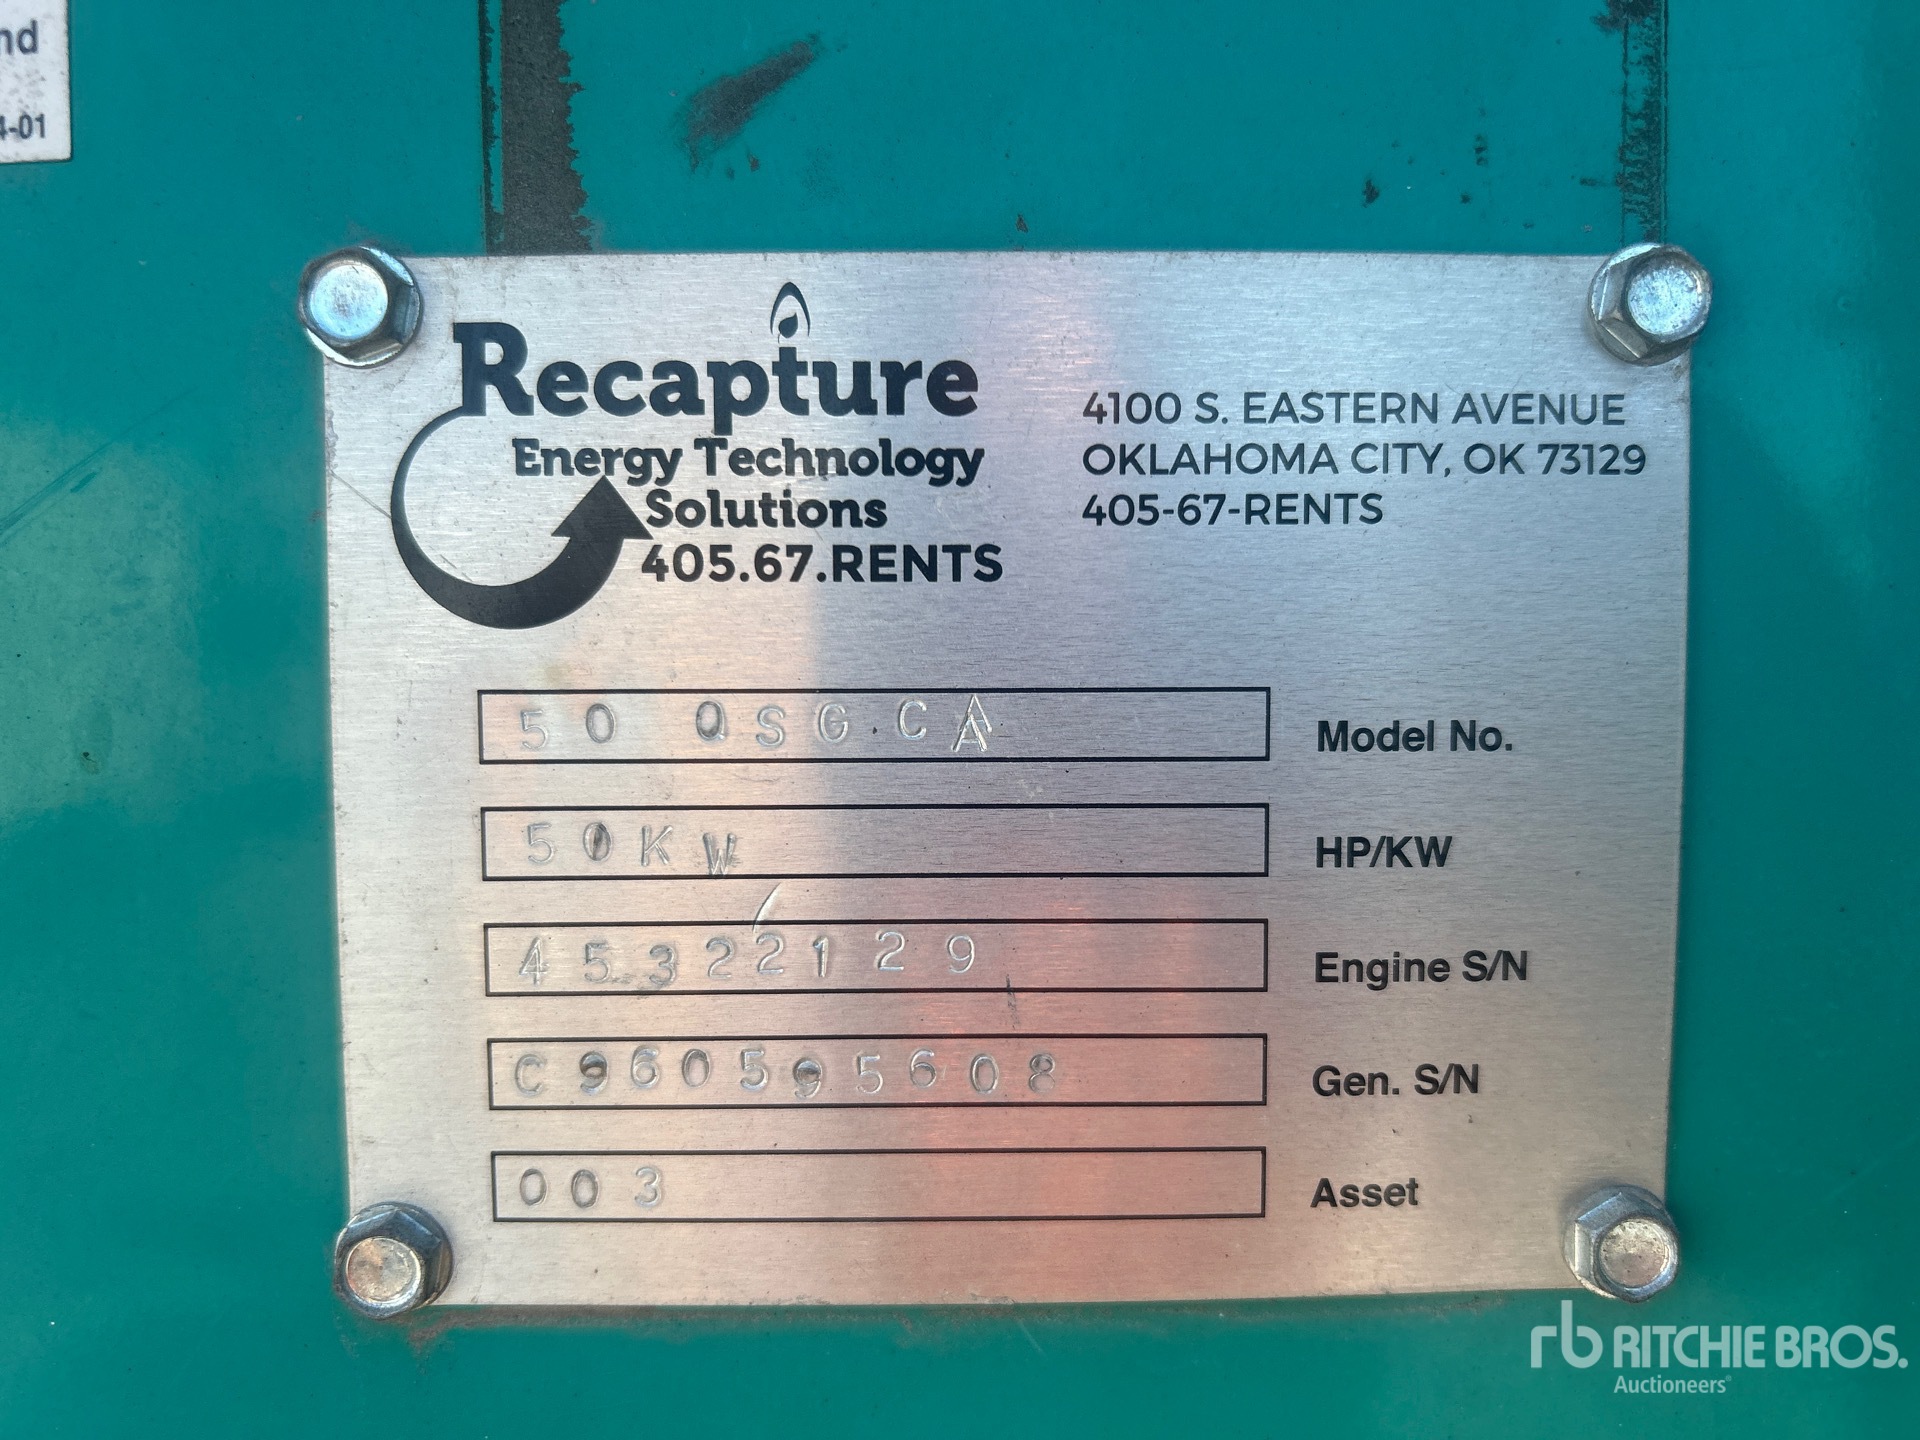 nd
4-01
Recapture
Energy Technology
Solutions
405.67.RENTS
4100 S. EASTERN AVENUE
OKLAHOMA CITY, OK 73129
405-67-RENTS
50 QSGCA Model No.
50KW HP/KW
45322129 Engine S/N
C960595608 Gen. S/N
003 Asset
rb RITCHIE BROS.
Auctioneers®